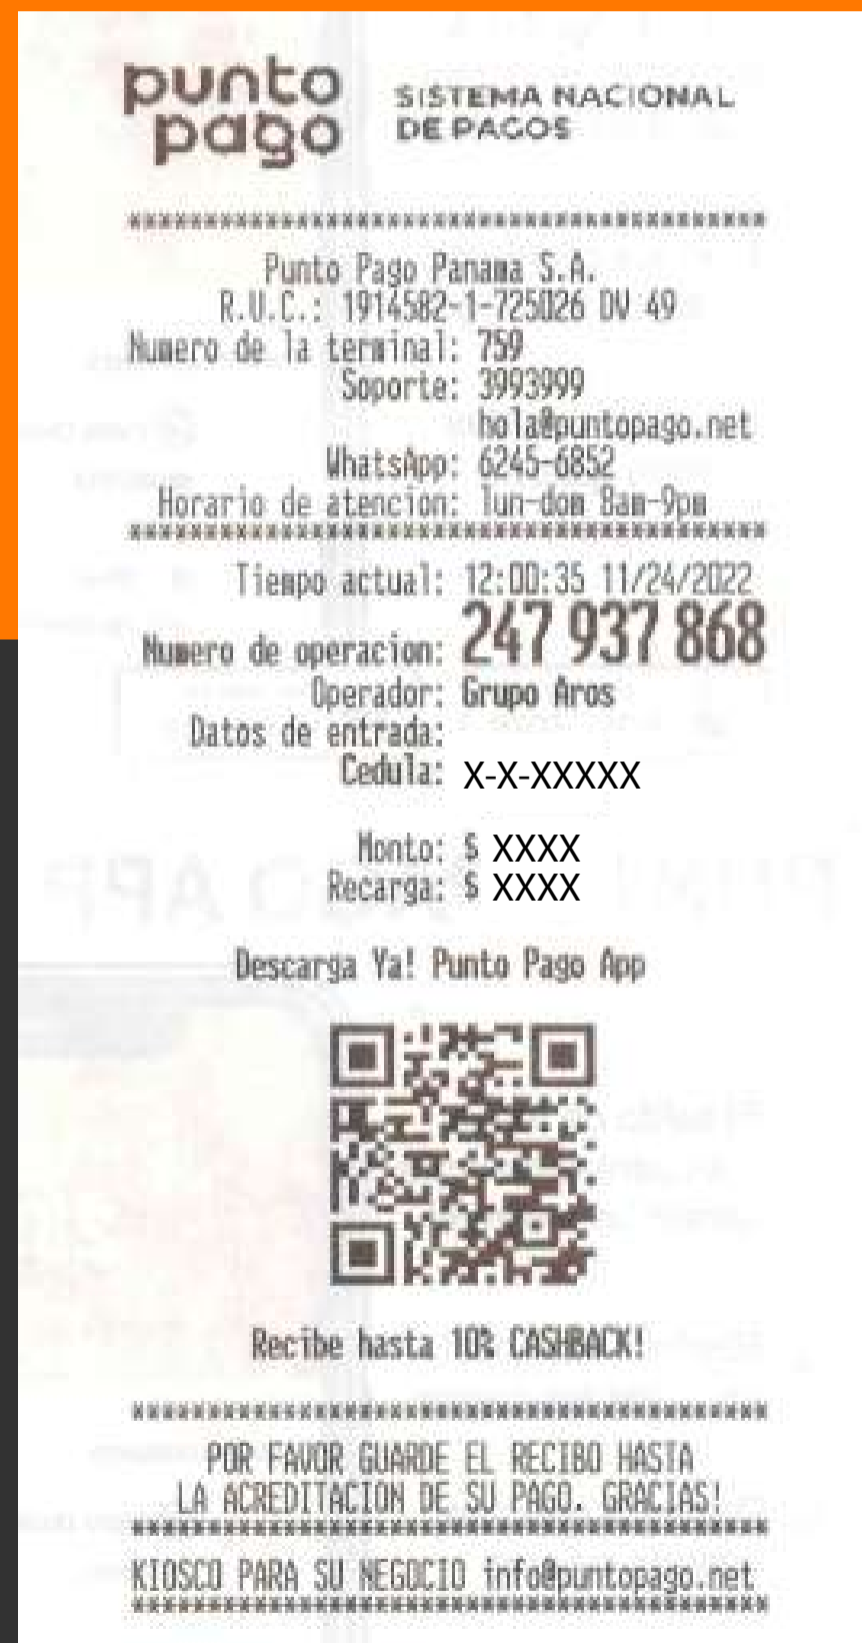 punto
pago
SISTEMA NACIONAL
DE PAGOS
******************************************
Punto Pago Panama S.A.
R.U.C.: 1914582-1-725026 DV 49
Numero de la terminal: 759
Soporte: 3993999
hola@puntopago.net
WhatsApp: 6245-6852
Horario de atencion: lun-dom 8am-9pm
******************************************
Tiempo actual: 12:00:35 11/24/2022
Numero de operacion: 247 937 868
Operador: Grupo Aros
Datos de entrada:
Cedula: X-X-XXXXX
Monto: $ XXXX
Recarga: $ XXXX
Descarga Ya! Punto Pago App
Recibe hasta 10% CASHBACK!
******************************************
POR FAVOR GUARDE EL RECIBO HASTA
LA ACREDITACION DE SU PAGO. GRACIAS!
******************************************
KIOSCO PARA SU NEGOCIO info@puntopago.net
******************************************